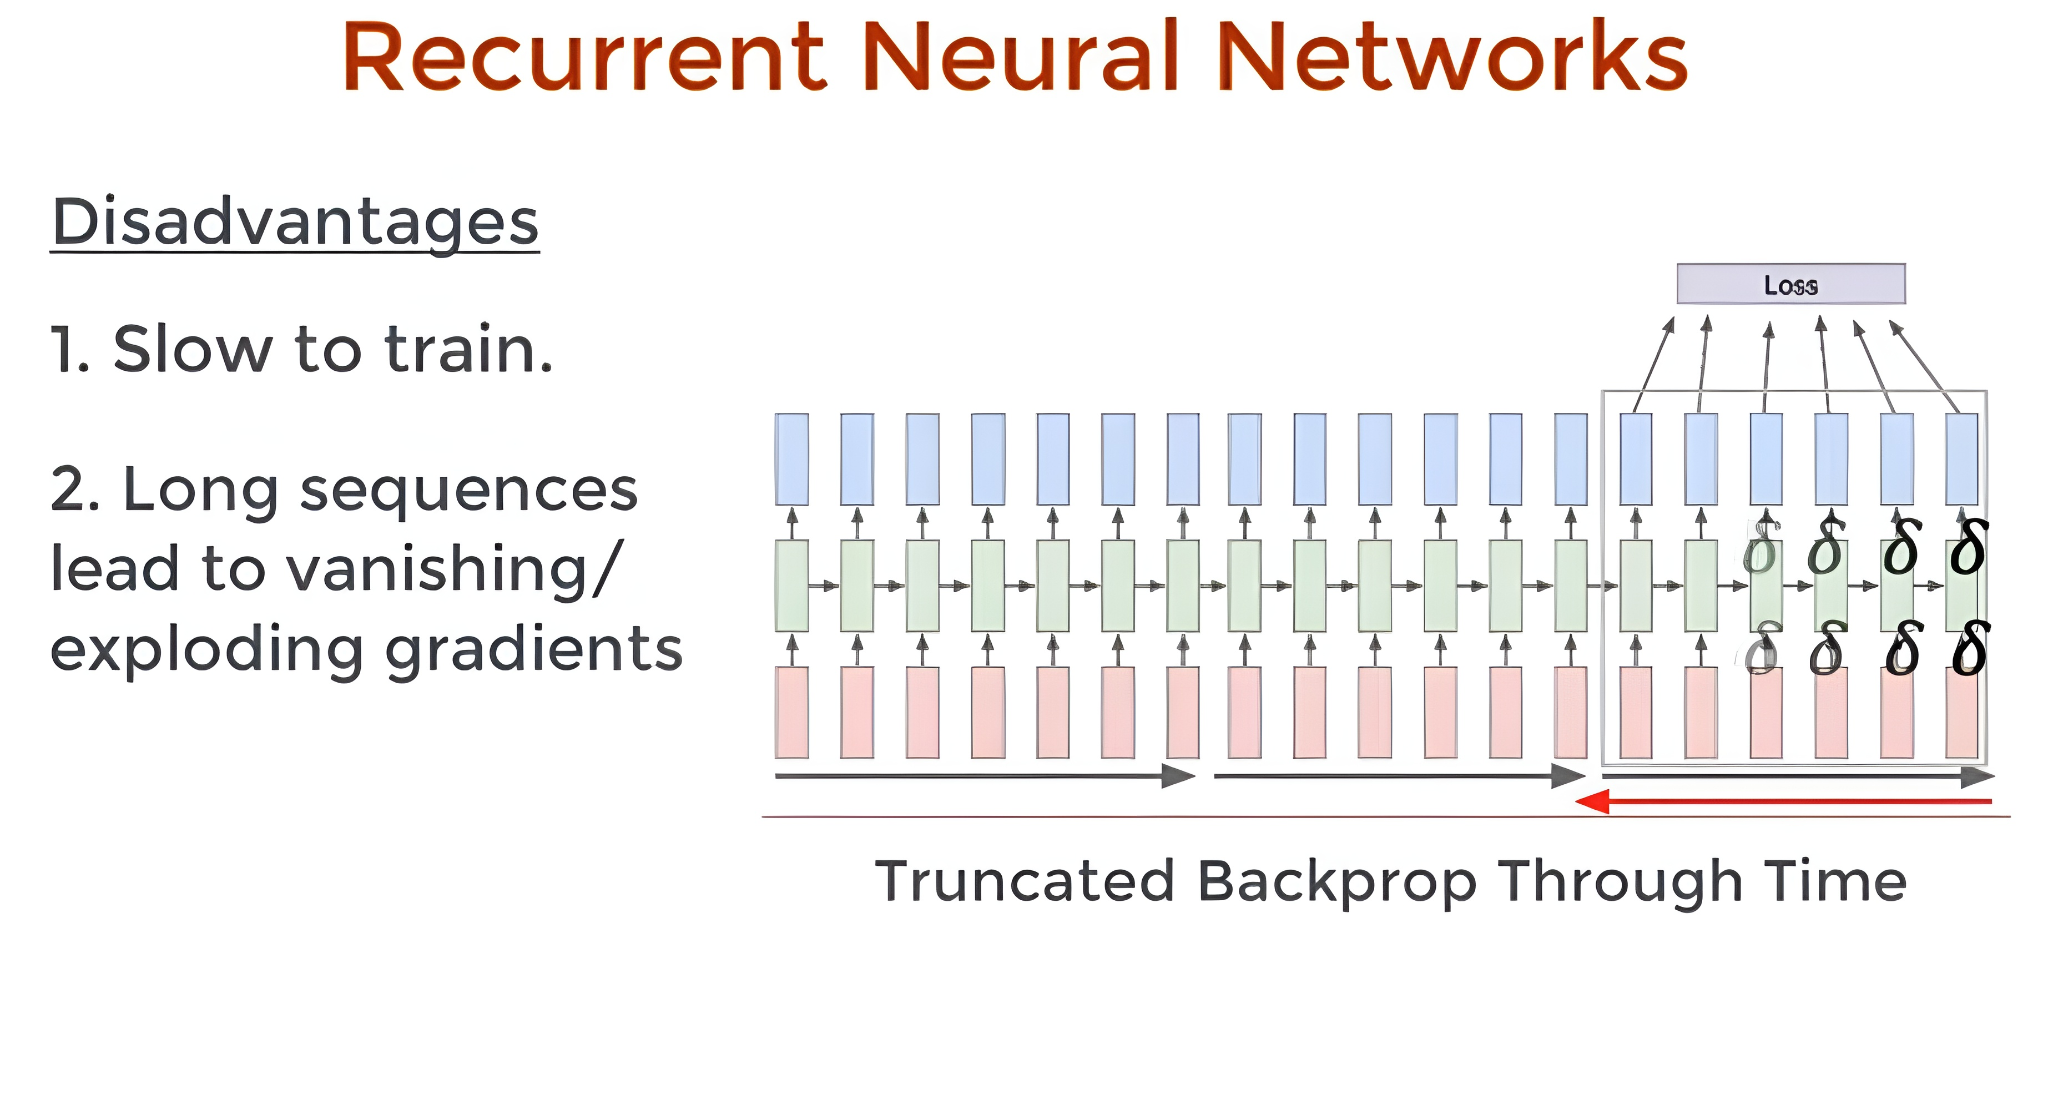 Recurrent Neural Networks
Disadvantages
1. Slow to train.
2. Long sequences
lead to vanishing/
exploding gradients
Loss
δ δ δ δ
δ δ δ δ
Truncated Backprop Through Time